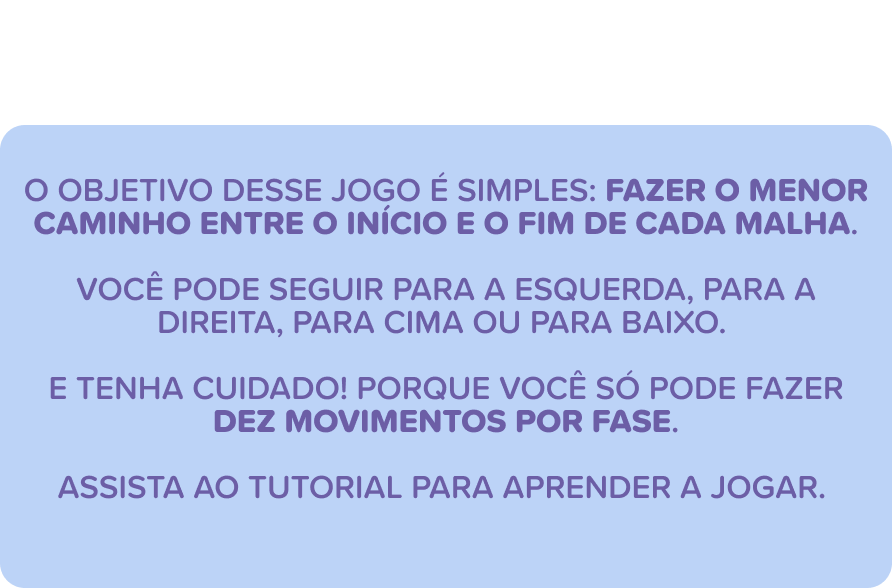 O OBJETIVO DESSE JOGO É SIMPLES: FAZER O MENOR
CAMINHO ENTRE O INÍCIO E O FIM DE CADA MALHA.
VOCÊ PODE SEGUIR PARA A ESQUERDA, PARA A
DIREITA, PARA CIMA OU PARA BAIXO.
E TENHA CUIDADO! PORQUE VOCÊ SÓ PODE FAZER
DEZ MOVIMENTOS POR FASE.
ASSISTA AO TUTORIAL PARA APRENDER A JOGAR.